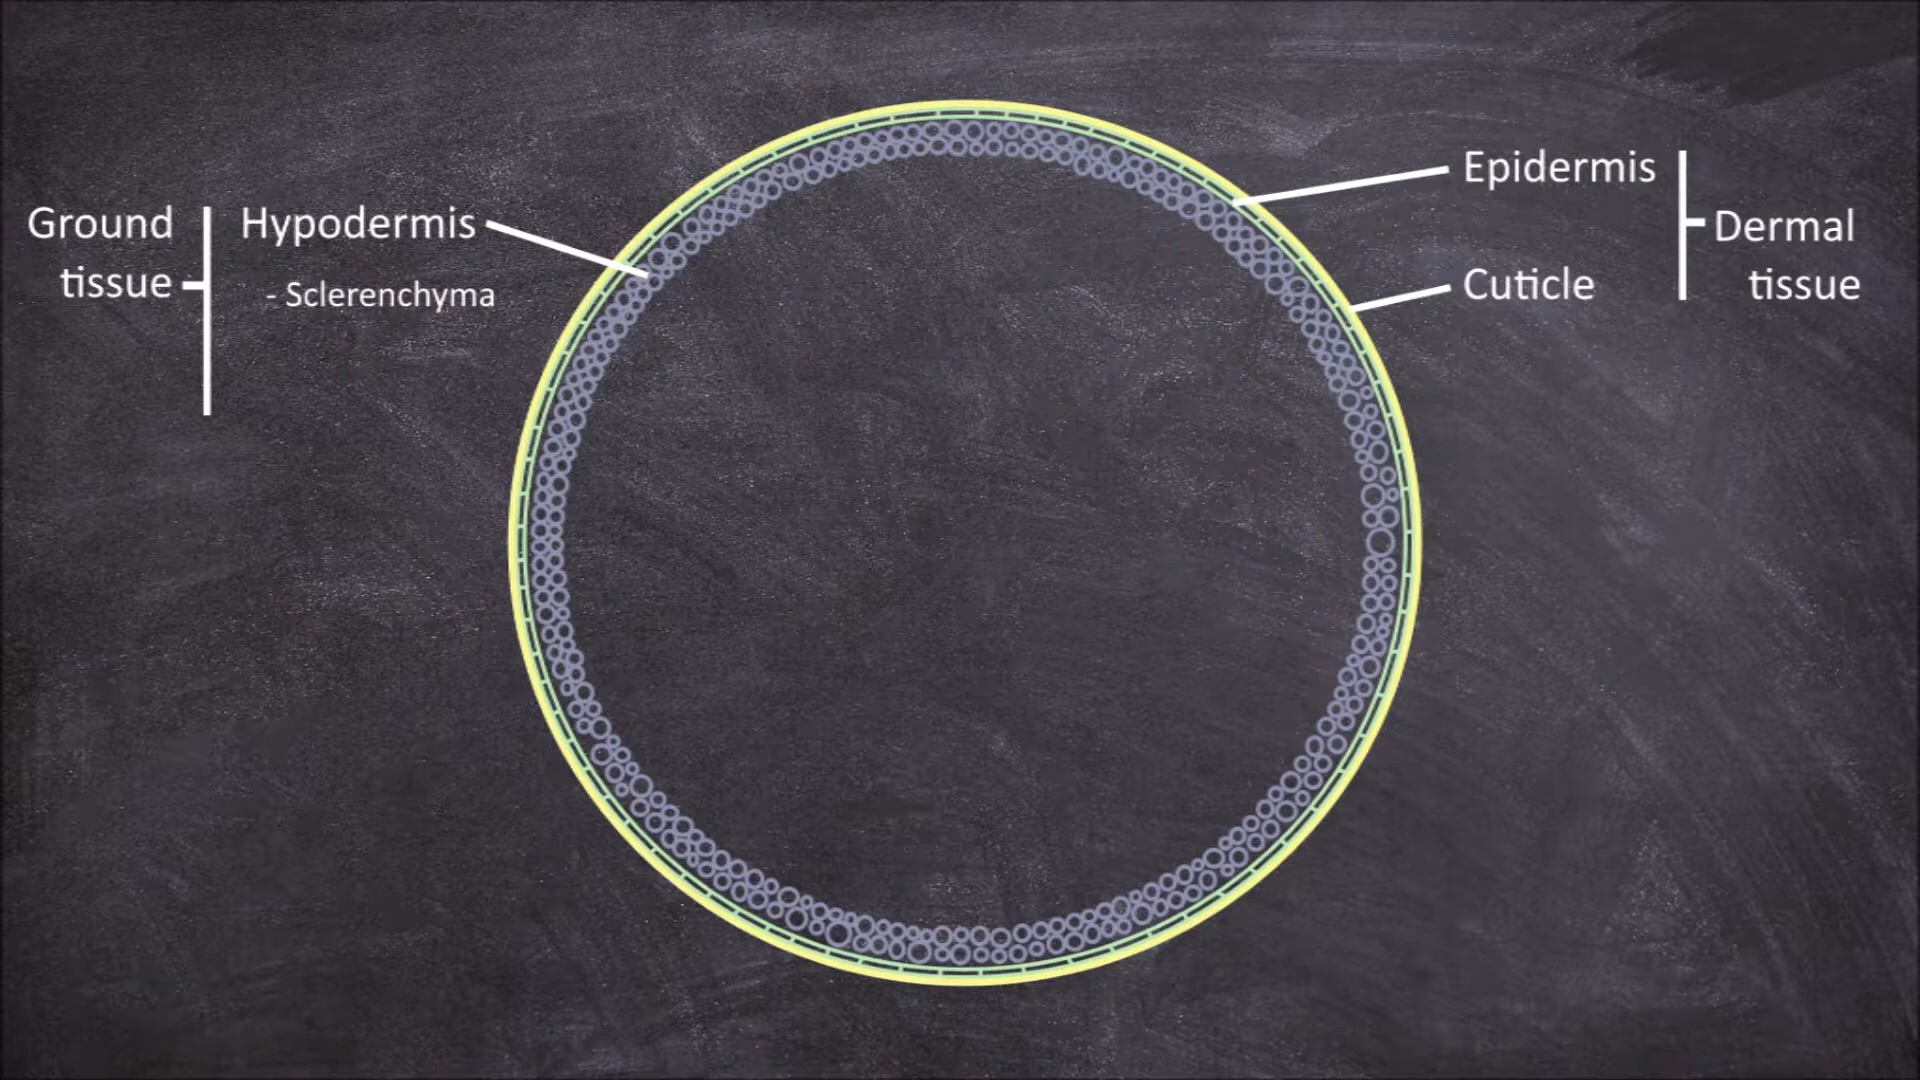 Ground
tissue
Hypodermis
- Sclerenchyma
Epidermis
Cuticle
Dermal
tissue